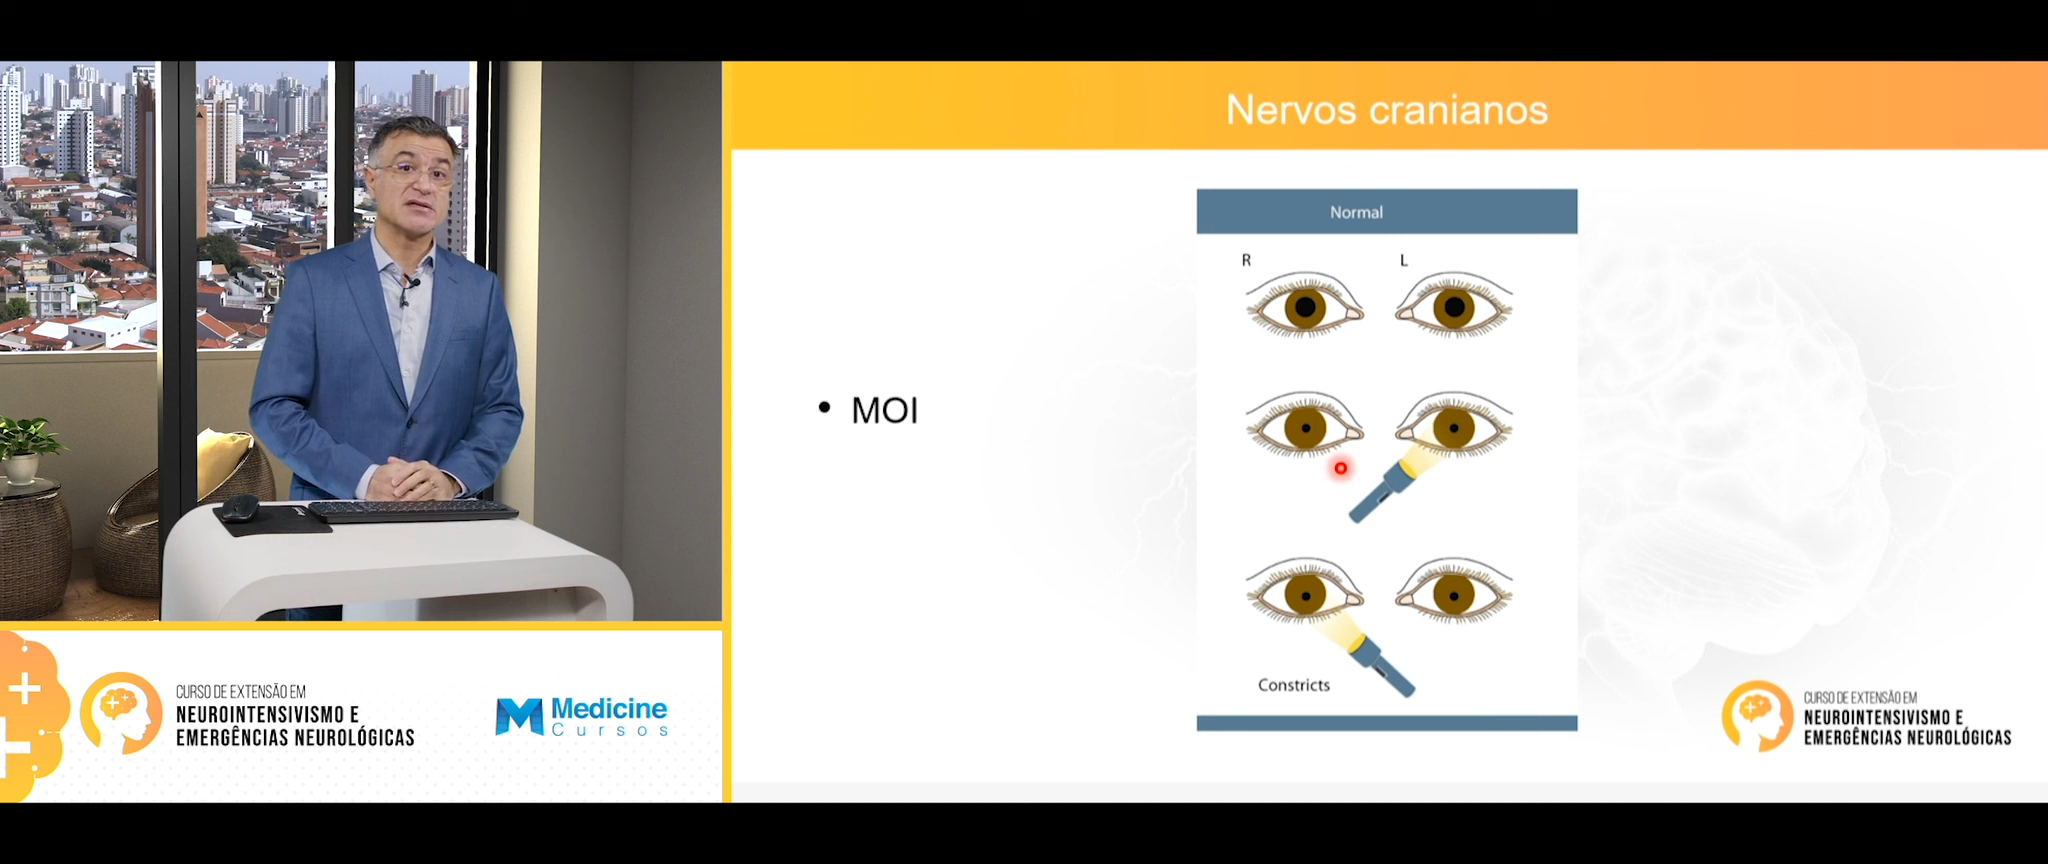 Nervos cranianos
Normal
R L
• MOI
Constricts
CURSO DE EXTENSÃO EM
NEUROINTENSIVISMO E
EMERGÊNCIAS NEUROLÓGICAS
Medicine
Cursos
CURSO DE EXTENSÃO EM
NEUROINTENSIVISMO E
EMERGÊNCIAS NEUROLÓGICAS